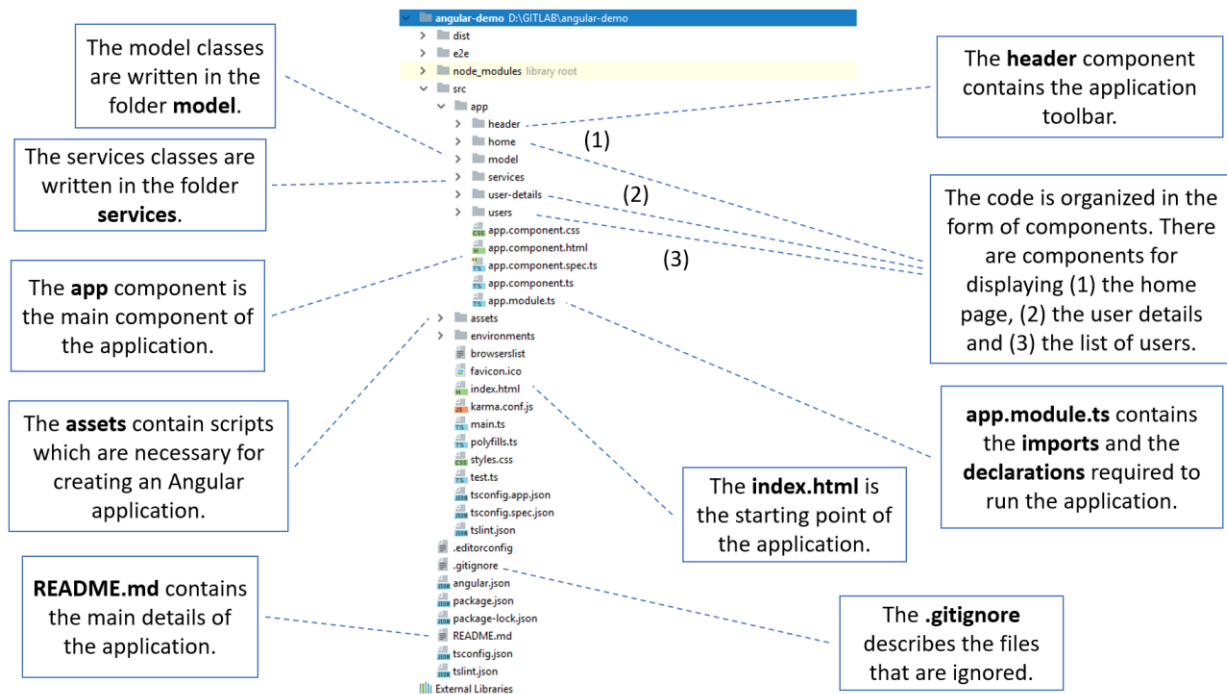 angular-demo D:\GITLAB\angular-demo
dist
e2e
node_modules library root
src
app
header
home
model
services
user-details
users
app.component.css
app.component.html
app.component.spec.ts
app.component.ts
app.module.ts
assets
environments
browserslist
favicon.ico
index.html
karma.conf.js
main.ts
polyfills.ts
styles.css
test.ts
tsconfig.app.json
tsconfig.spec.json
tslint.json
.editorconfig
.gitignore
angular.json
package.json
package-lock.json
README.md
tsconfig.json
tslint.json
External Libraries
The model classes
are written in the
folder model.
The services classes are
written in the folder
services.
The app component is
the main component of
the application.
The assets contain scripts
which are necessary for
creating an Angular
application.
README.md contains
the main details of
the application.
(1)
(2)
(3)
The header component
contains the application
toolbar.
The code is organized in the
form of components. There
are components for
displaying (1) the home
page, (2) the user details
and (3) the list of users.
app.module.ts contains
the imports and the
declarations required to
run the application.
The index.html is
the starting point of
the application.
The .gitignore
describes the files
that are ignored.